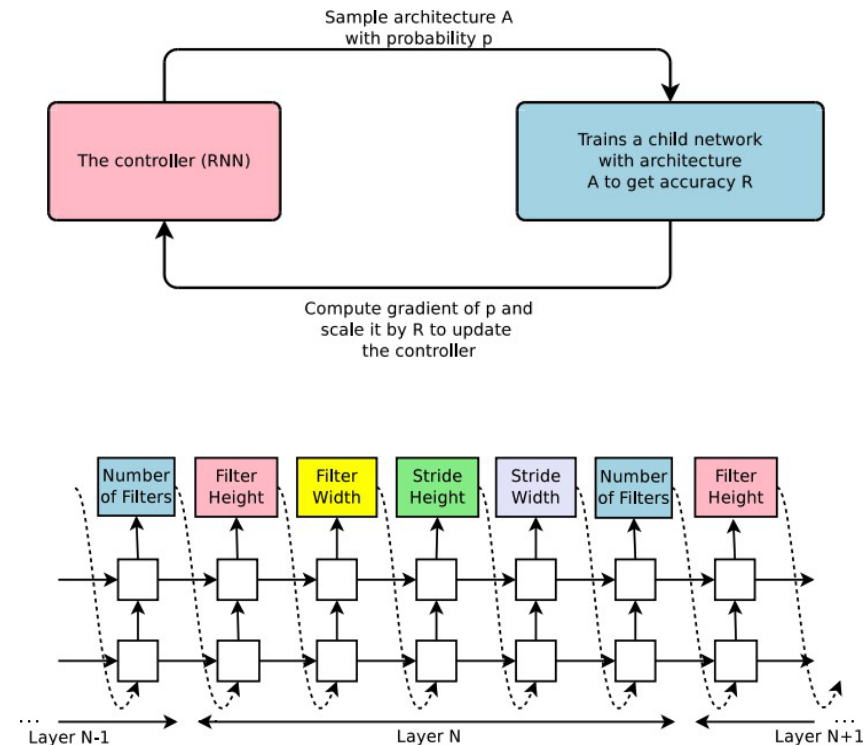 Sample architecture A
with probability p
The controller (RNN)
Trains a child network
with architecture
A to get accuracy R
Compute gradient of p and
scale it by R to update
the controller
Number
of Filters
Filter
Height
Filter
Width
Stride
Height
Stride
Width
Number
of Filters
Filter
Height
...
Layer N-1
Layer N
Layer N+1
...